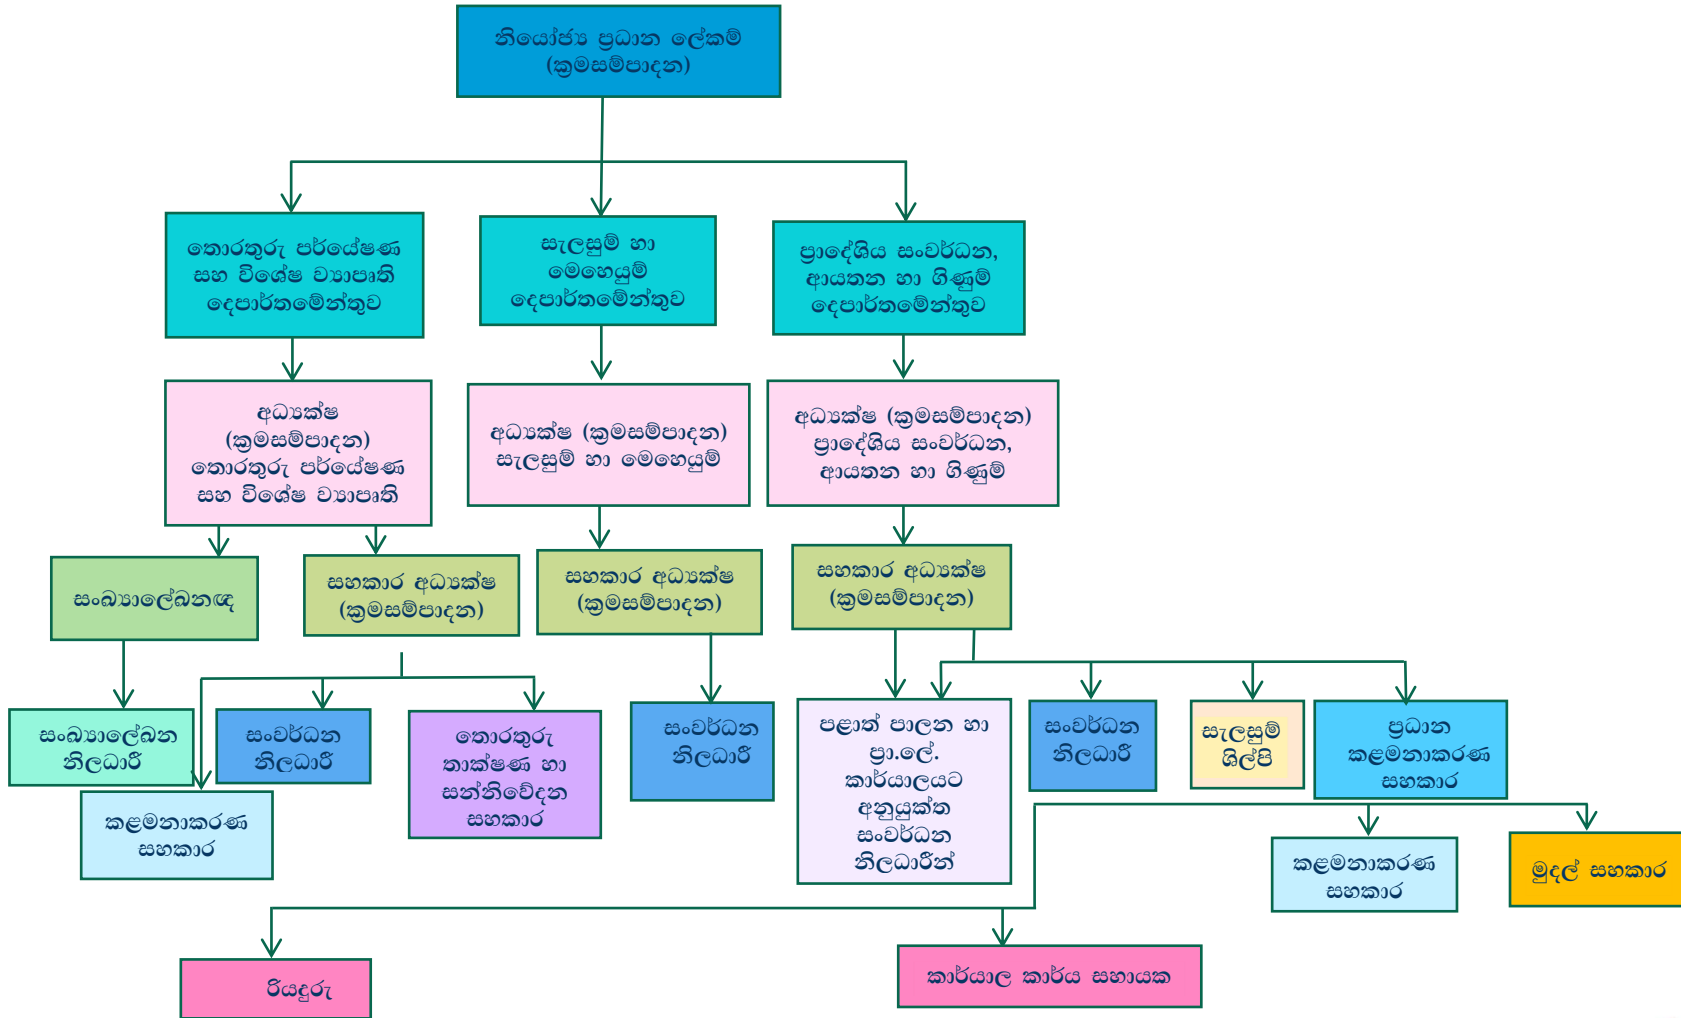 නියෝජ්‍ය ප්‍රධාන ලේකම්
(ක්‍රමසම්පාදන)
තොරතුරු පර්යේෂණ
සහ විශේෂ ව්‍යාපෘති
දෙපාර්තමේන්තුව
සැලසුම් හා
මෙහෙයුම්
දෙපාර්තමේන්තුව
ප්‍රාදේශිය සංවර්ධන,
ආයතන හා ගිණුම්
දෙපාර්තමේන්තුව
අධ්‍යක්ෂ
(ක්‍රමසම්පාදන)
තොරතුරු පර්යේෂණ
සහ විශේෂ ව්‍යාපෘති
අධ්‍යක්ෂ (ක්‍රමසම්පාදන)
සැලසුම් හා මෙහෙයුම්
අධ්‍යක්ෂ (ක්‍රමසම්පාදන)
ප්‍රාදේශිය සංවර්ධන,
ආයතන හා ගිණුම්
සංඛ්‍යාලේඛනඥ
සහකාර අධ්‍යක්ෂ
(ක්‍රමසම්පාදන)
සහකාර අධ්‍යක්ෂ
(ක්‍රමසම්පාදන)
සහකාර අධ්‍යක්ෂ
(ක්‍රමසම්පාදන)
සංඛ්‍යාලේඛන
නිලධාරී
සංවර්ධන
නිලධාරී
තොරතුරු
තාක්ෂණ හා
සන්නිවේදන
සහකාර
සංවර්ධන
නිලධාරී
පළාත් පාලන හා
ප්‍රා.ලේ.
කාර්යාලයට
අනුයුක්ත
සංවර්ධන
නිලධාරීන්
සංවර්ධන
නිලධාරී
සැලසුම්
ශිල්පි
ප්‍රධාන
කළමනාකරණ
සහකාර
කළමනාකරණ
සහකාර
කළමනාකරණ
සහකාර
මුදල් සහකාර
රියදුරු
කාර්යාල කාර්ය සහායක